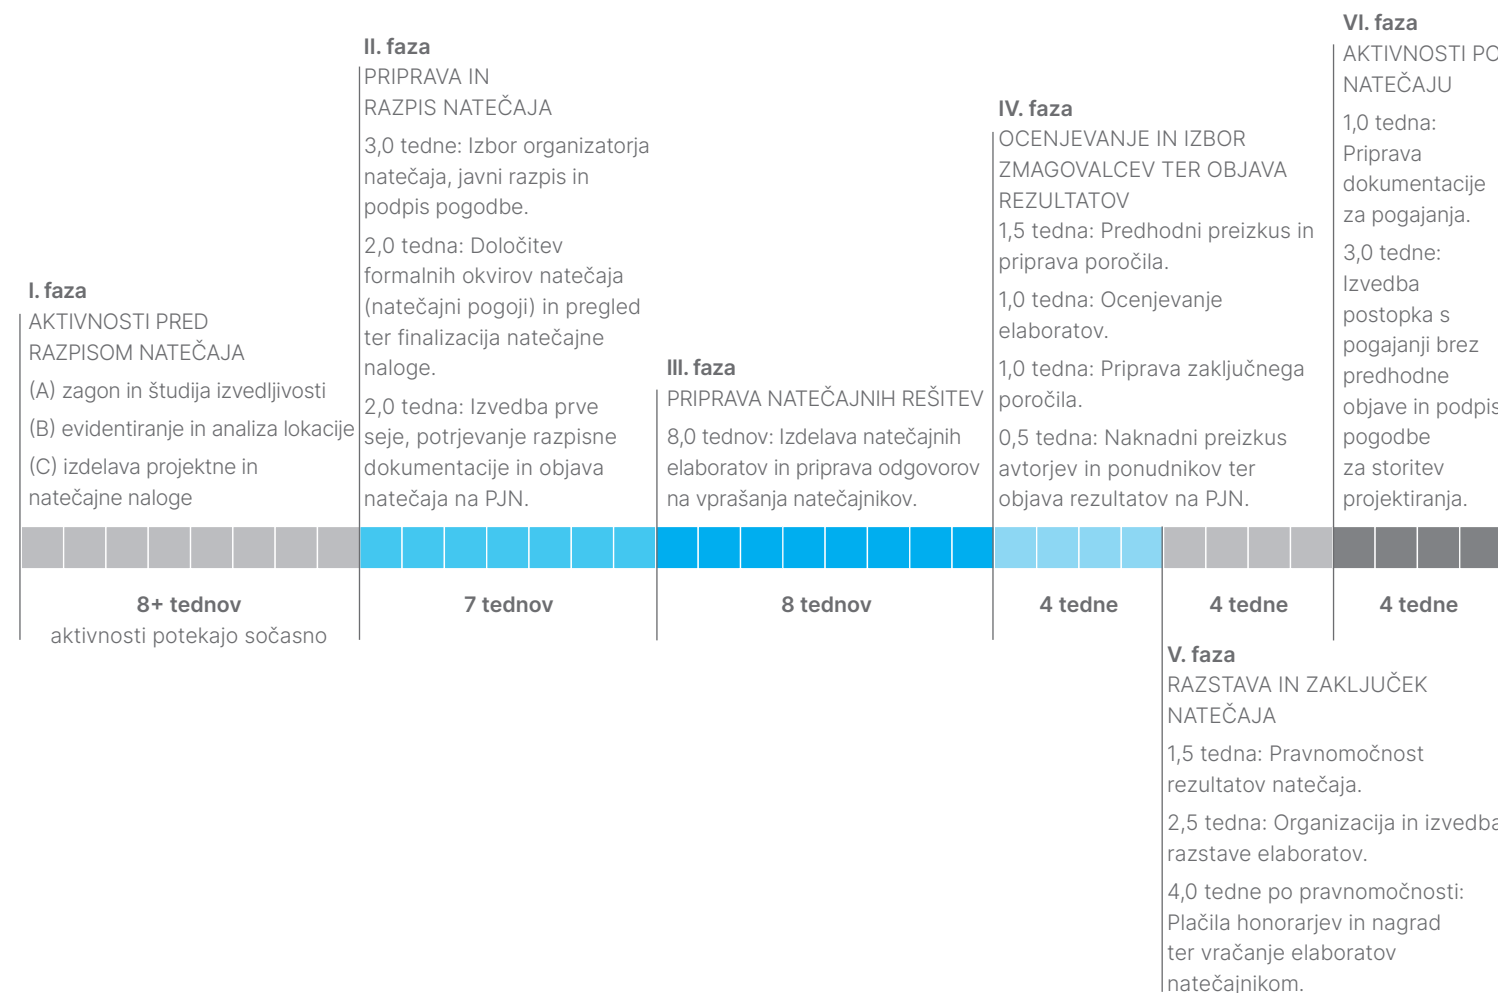 I. faza
AKTIVNOSTI PRED
RAZPISOM NATEČAJA
(A) zagon in študija izvedljivosti
(B) evidentiranje in analiza lokacije
(C) izdelava projektne in
natečajne naloge
8+ tednov
aktivnosti potekajo sočasno
II. faza
PRIPRAVA IN
RAZPIS NATEČAJA
3,0 tedne: Izbor organizatorja
natečaja, javni razpis in
podpis pogodbe.
2,0 tedna: Določitev
formalnih okvirov natečaja
(natečajni pogoji) in pregled
ter finalizacija natečajne
naloge.
2,0 tedna: Izvedba prve
seje, potrjevanje razpisne
dokumentacije in objava
natečaja na PJN.
7 tednov
III. faza
PRIPRAVA NATEČAJNIH REŠITEV
8,0 tednov: Izdelava natečajnih
elaboratov in priprava odgovorov
na vprašanja natečajnikov.
8 tednov
IV. faza
OCENJEVANJE IN IZBOR
ZMAGOVALCEV TER OBJAVA
REZULTATOV
1,5 tedna: Predhodni preizkus in
priprava poročila.
1,0 tedna: Ocenjevanje
elaboratov.
1,0 tedna: Priprava zaključnega
poročila.
0,5 tedna: Naknadni preizkus
avtorjev in ponudnikov ter
objava rezultatov na PJN.
4 tedne
4 tedne
V. faza
RAZSTAVA IN ZAKLJUČEK
NATEČAJA
1,5 tedna: Pravnomočnost
rezultatov natečaja.
2,5 tedna: Organizacija in izvedba
razstave elaboratov.
4,0 tedne po pravnomočnosti:
Plačila honorarjev in nagrad
ter vračanje elaboratov
natečajnikom.
VI. faza
AKTIVNOSTI PO
NATEČAJU
1,0 tedna:
Priprava
dokumentacije
za pogajanja.
3,0 tedne:
Izvedba
postopka s
pogajanji brez
predhodne
objave in podpis
pogodbe
za storitev
projektiranja.
4 tedne